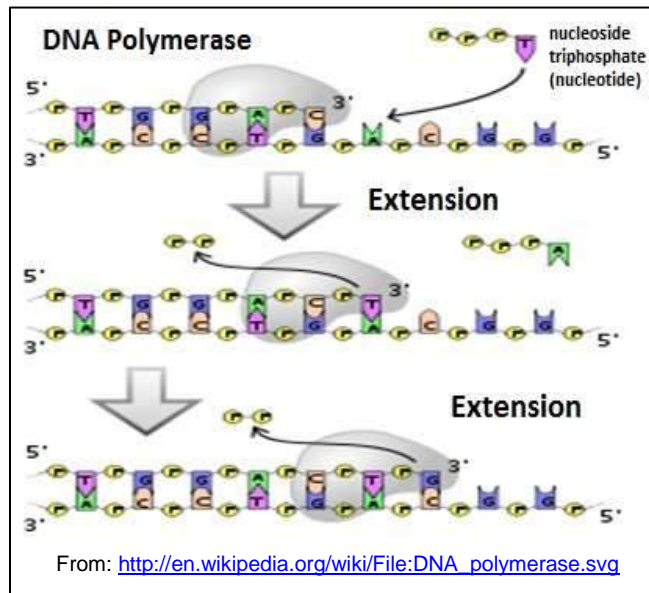 DNA Polymerase
nucleoside
triphosphate
(nucleotide)
T
5'
3'
T G G A C
A C C T G A C G G
3'
5'
Extension
A
5'
3'
T G G A C T
A C C T G A C G G
3'
5'
Extension
5'
3'
T G G A C T G
A C C T G A C G G
3'
5'
From: http://en.wikipedia.org/wiki/File:DNA_polymerase.svg